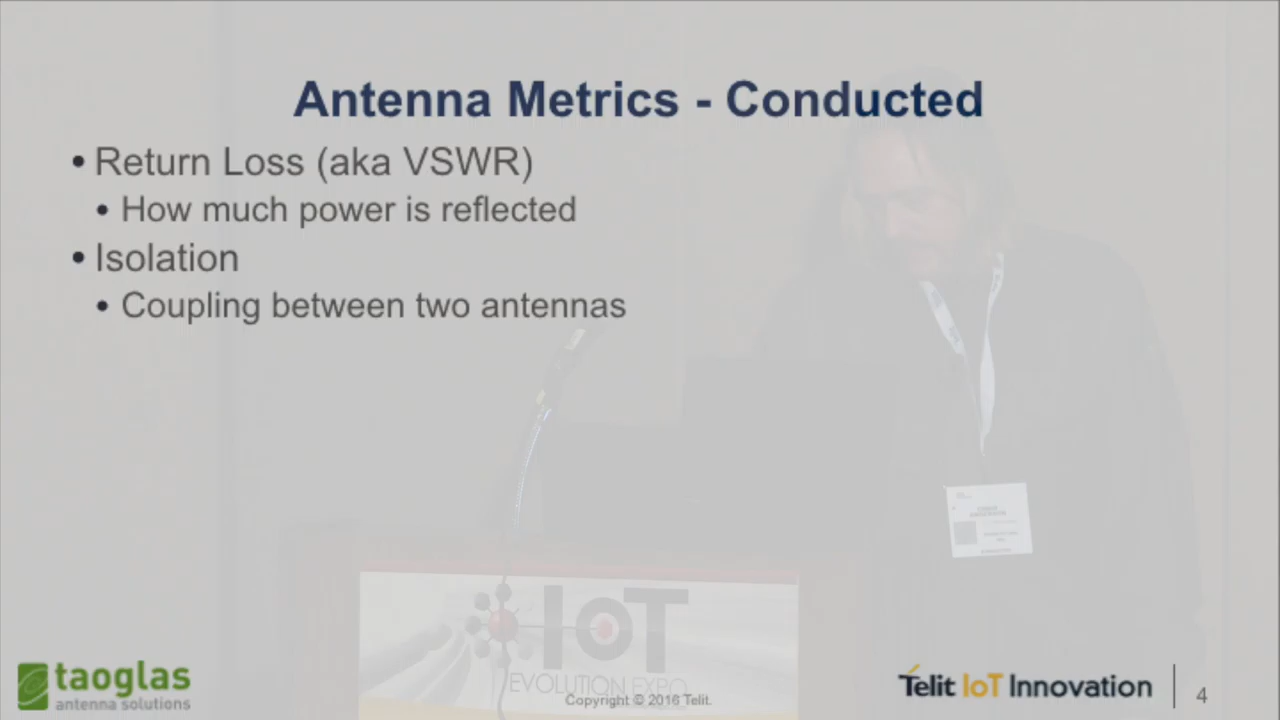 Antenna Metrics - Conducted
• Return Loss (aka VSWR)
• How much power is reflected
• Isolation
• Coupling between two antennas
IoT
EVOLUTION EXPO
taoglas
antenna solutions
Copyright © 2016 Telit.
Telit IoT Innovation
4